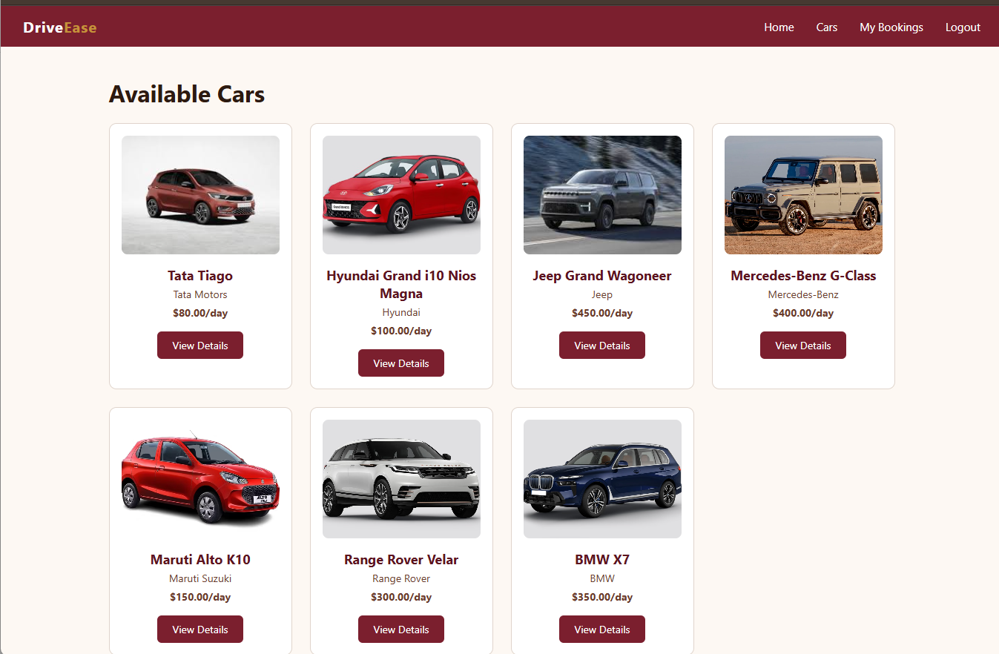 DriveEase
Home Cars My Bookings Logout
Available Cars
Tata Tiago
Tata Motors
$80.00/day
View Details
Hyundai Grand i10 Nios
Magna
Hyundai
$100.00/day
View Details
Jeep Grand Wagoneer
Jeep
$450.00/day
View Details
Mercedes-Benz G-Class
Mercedes-Benz
$400.00/day
View Details
Maruti Alto K10
Maruti Suzuki
$150.00/day
View Details
Range Rover Velar
Range Rover
$300.00/day
View Details
BMW X7
BMW
$350.00/day
View Details